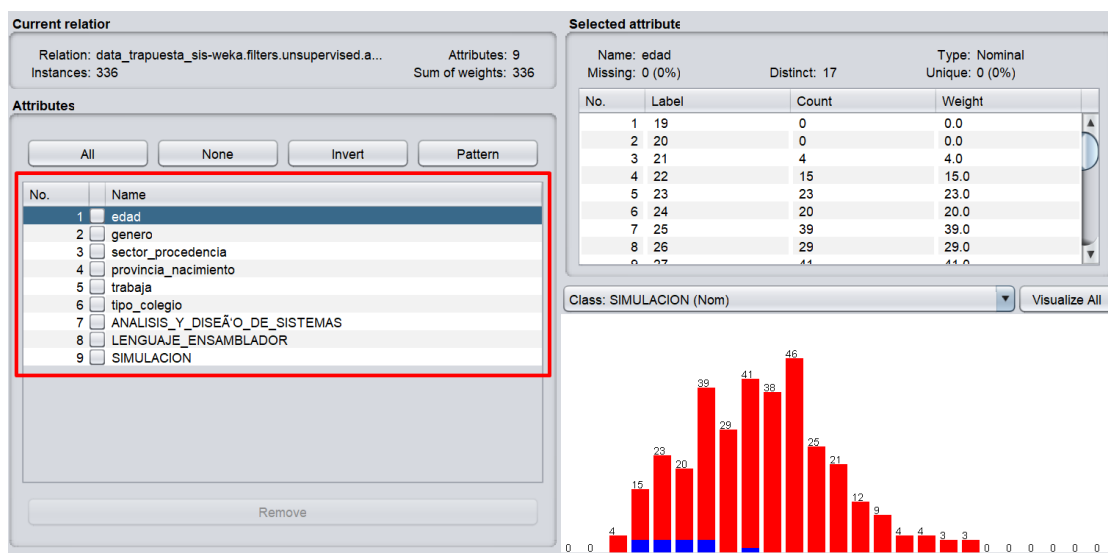 Current relation
Relation: data_trapuesta_sis-weka.filters.unsupervised.a... Attributes: 9
Instances: 336 Sum of weights: 336
Attributes
All None Invert Pattern
No. Name
1 edad
2 genero
3 sector_procedencia
4 provincia_nacimiento
5 trabaja
6 tipo_colegio
7 ANALISIS_Y_DISEÃ'O_DE_SISTEMAS
8 LENGUAJE_ENSAMBLADOR
9 SIMULACION
Remove
Selected attribute
Name: edad Type: Nominal
Missing: 0 (0%) Distinct: 17 Unique: 0 (0%)
No. Label Count Weight
1 19 0 0.0
2 20 0 0.0
3 21 4 4.0
4 22 15 15.0
5 23 23 23.0
6 24 20 20.0
7 25 39 39.0
8 26 29 29.0
9 27 41 41.0
Class: SIMULACION (Nom) Visualize All
0 0 4 15 23 20 39 29 41 38 46 25 21 12 9 4 4 3 3 0 0 0 0 0 0